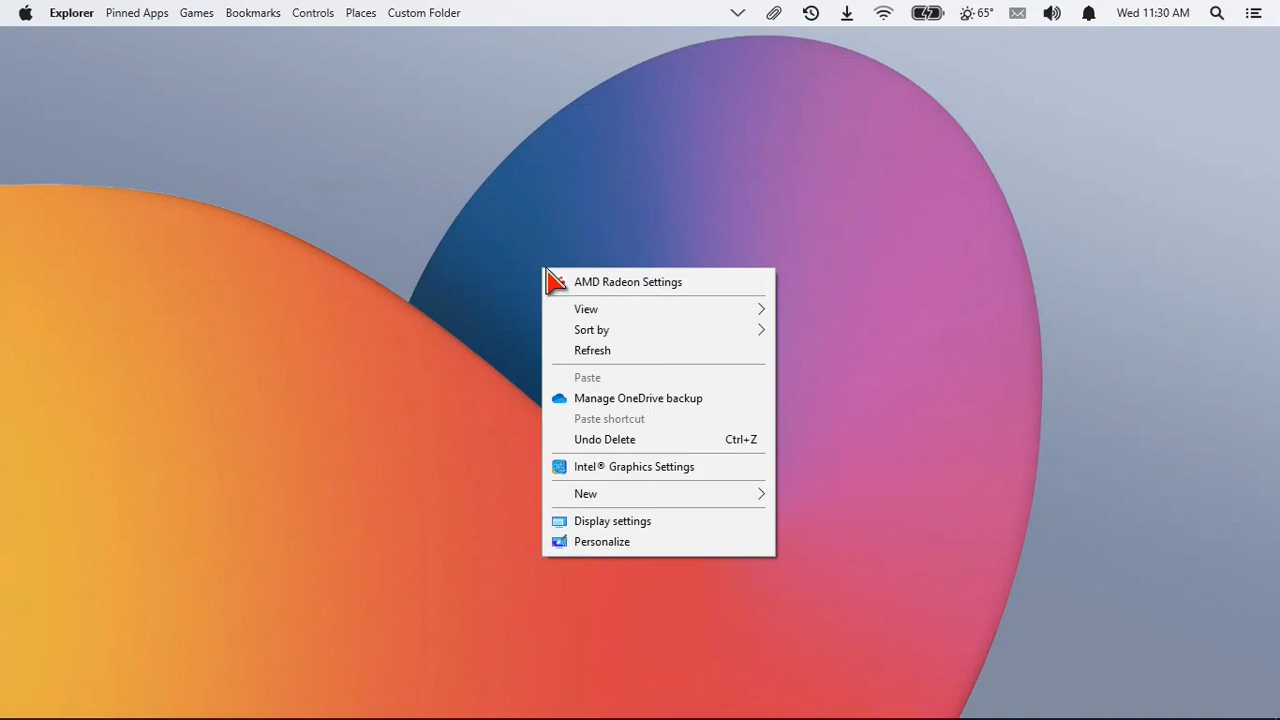 Explorer Pinned Apps Games Bookmarks Controls Places Custom Folder 65° Wed 11:30 AM
AMD Radeon Settings
View
Sort by
Refresh
Paste
Manage OneDrive backup
Paste shortcut
Undo Delete Ctrl+Z
Intel® Graphics Settings
New
Display settings
Personalize